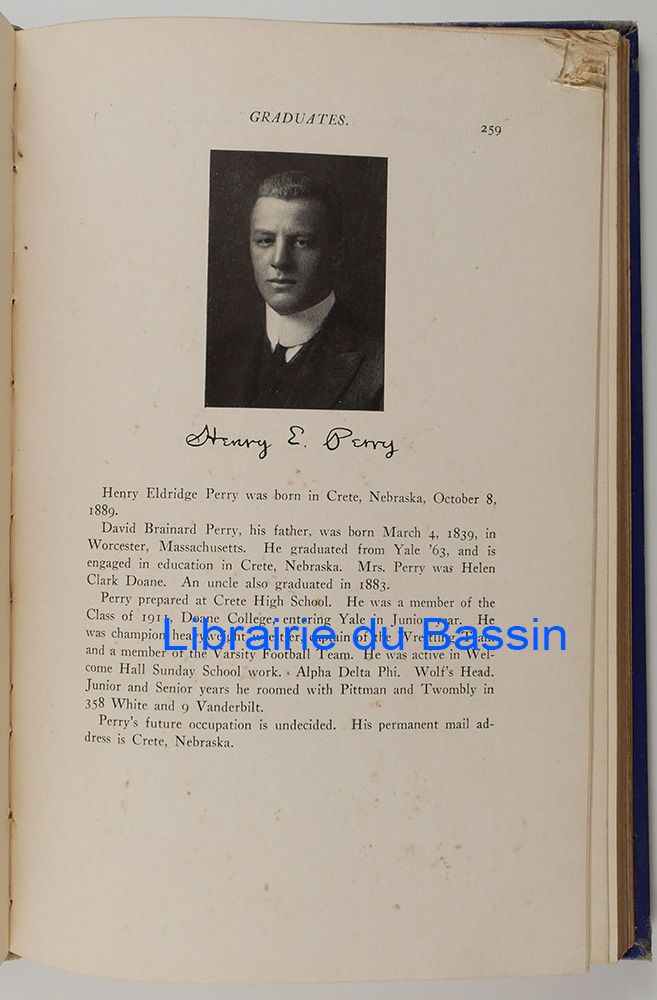 GRADUATES.
259
Henry E. Perry
Henry Eldridge Perry was born in Crete, Nebraska, October 8,
1889.
David Brainard Perry, his father, was born March 4, 1839, in
Worcester, Massachusetts. He graduated from Yale '63, and is
engaged in education in Crete, Nebraska. Mrs. Perry was Helen
Clark Doane. An uncle also graduated in 1883.
Perry prepared at Crete High School. He was a member of the
Class of 1911, Doane College, entering Yale in Junior year. He
was champion heavyweight wrestler, captain of the Wrestling Team
and a member of the Varsity Football Team. He was active in Wel-
come Hall Sunday School work. Alpha Delta Phi. Wolf's Head.
Junior and Senior years he roomed with Pittman and Twombly in
358 White and 9 Vanderbilt.
Perry's future occupation is undecided. His permanent mail ad-
dress is Crete, Nebraska.
Librairie du Bassin